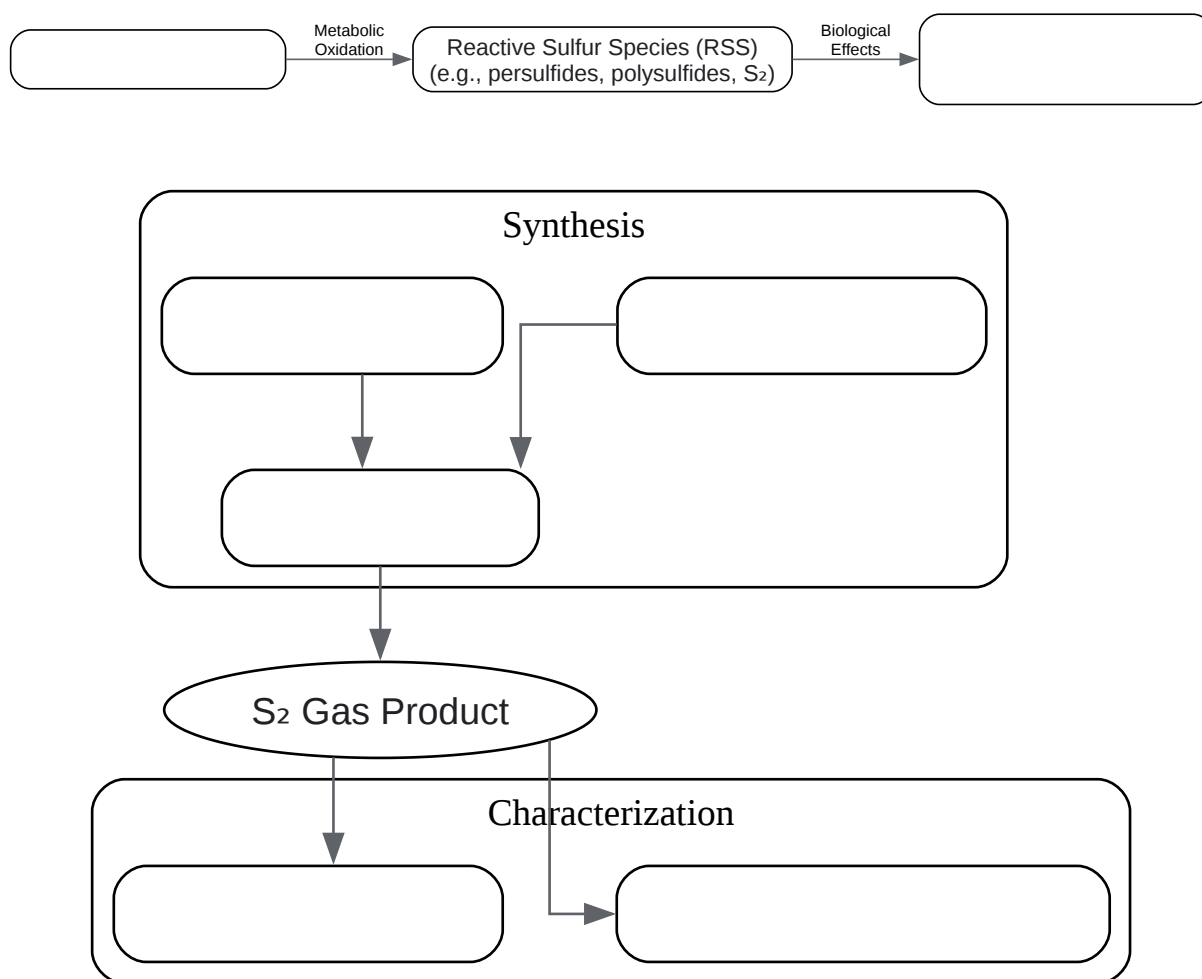 Metabolic
Oxidation
Reactive Sulfur Species (RSS)
(e.g., persulfides, polysulfides, S₂)
Biological
Effects
Synthesis
S₂ Gas Product
Characterization